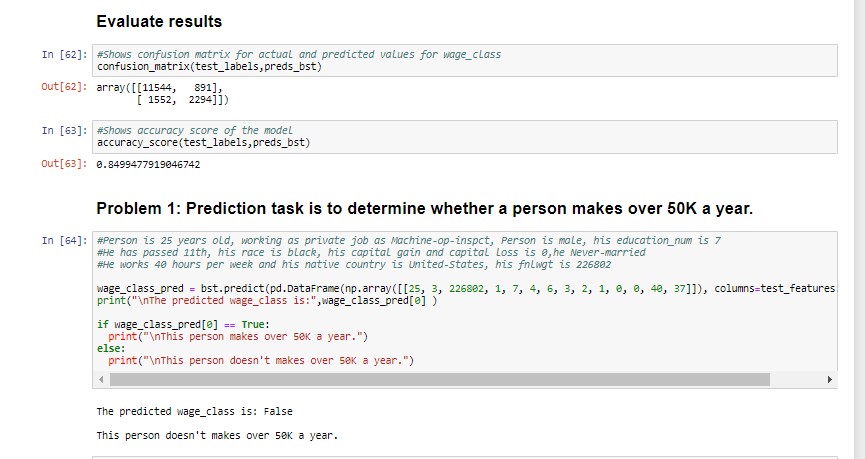 Evaluate results
In [62]: #Shows confusion matrix for actual and predicted values for wage_class
confusion_matrix(test_labels,preds_bst)
Out[62]: array([[11544, 891],
[ 1552, 2294]])
In [63]: #Shows accuracy score of the model
accuracy_score(test_labels,preds_bst)
Out[63]: 0.8499477919046742
Problem 1: Prediction task is to determine whether a person makes over 50K a year.
In [64]: #Person is 25 years old, working as private job as Machine-op-inspct, Person is male, his education_num is 7
#He has passed 11th, his race is black, his capital gain and capital loss is 0,he Never-married
#He works 40 hours per week and his native country is United-States, his fnlwgt is 226802
wage_class_pred = bst.predict(pd.DataFrame(np.array([[25, 3, 226802, 1, 7, 4, 6, 3, 2, 1, 0, 0, 40, 37]]), columns=test_features.
print("\nThe predicted wage_class is:",wage_class_pred[0] )
if wage_class_pred[0] == True:
print("\nThis person makes over 50K a year.")
else:
print("\nThis person doesn't makes over 50K a year.")
The predicted wage_class is: False
This person doesn't makes over 50K a year.